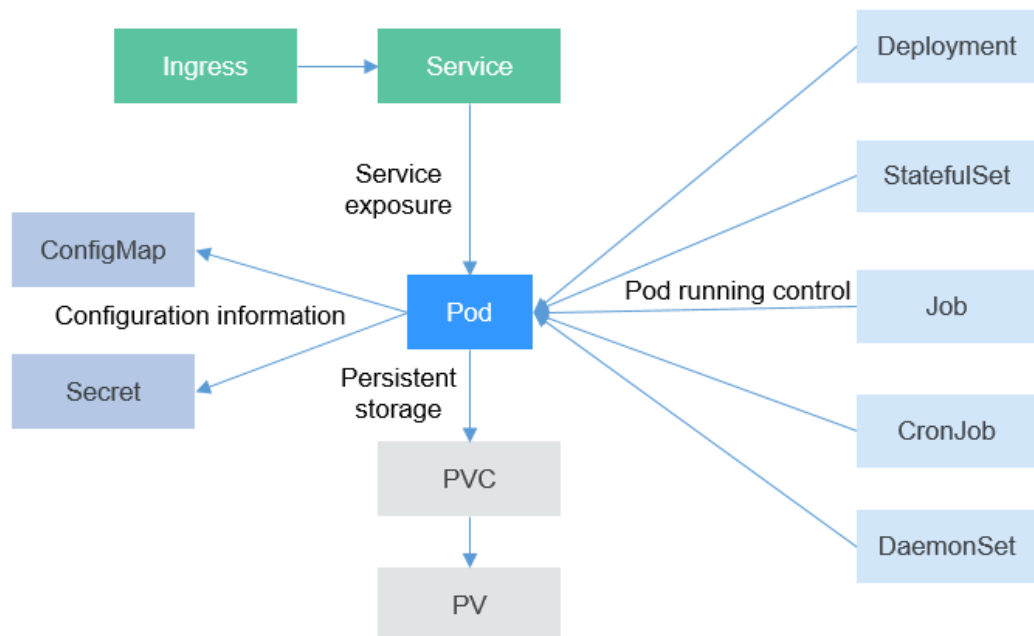 Ingress
Service
Deployment
Service
exposure
StatefulSet
ConfigMap
Pod
Pod running control
Job
Configuration information
Secret
Persistent
storage
CronJob
PVC
DaemonSet
PV